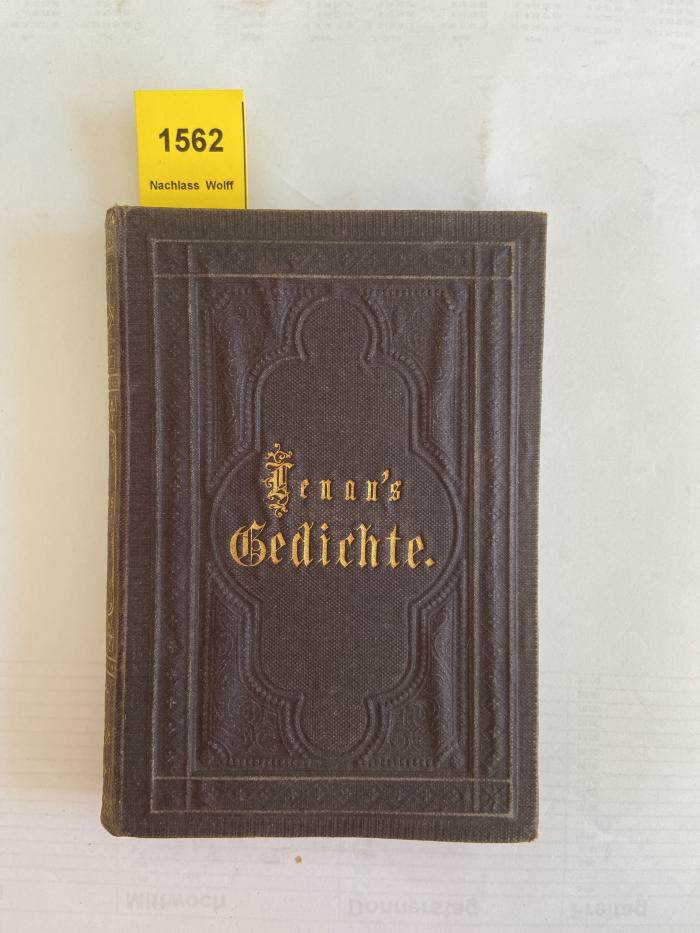 1562
Nachlass Wolff
Lenau's
Gedichte.
Mittwoch
Donnerstag
Freitag